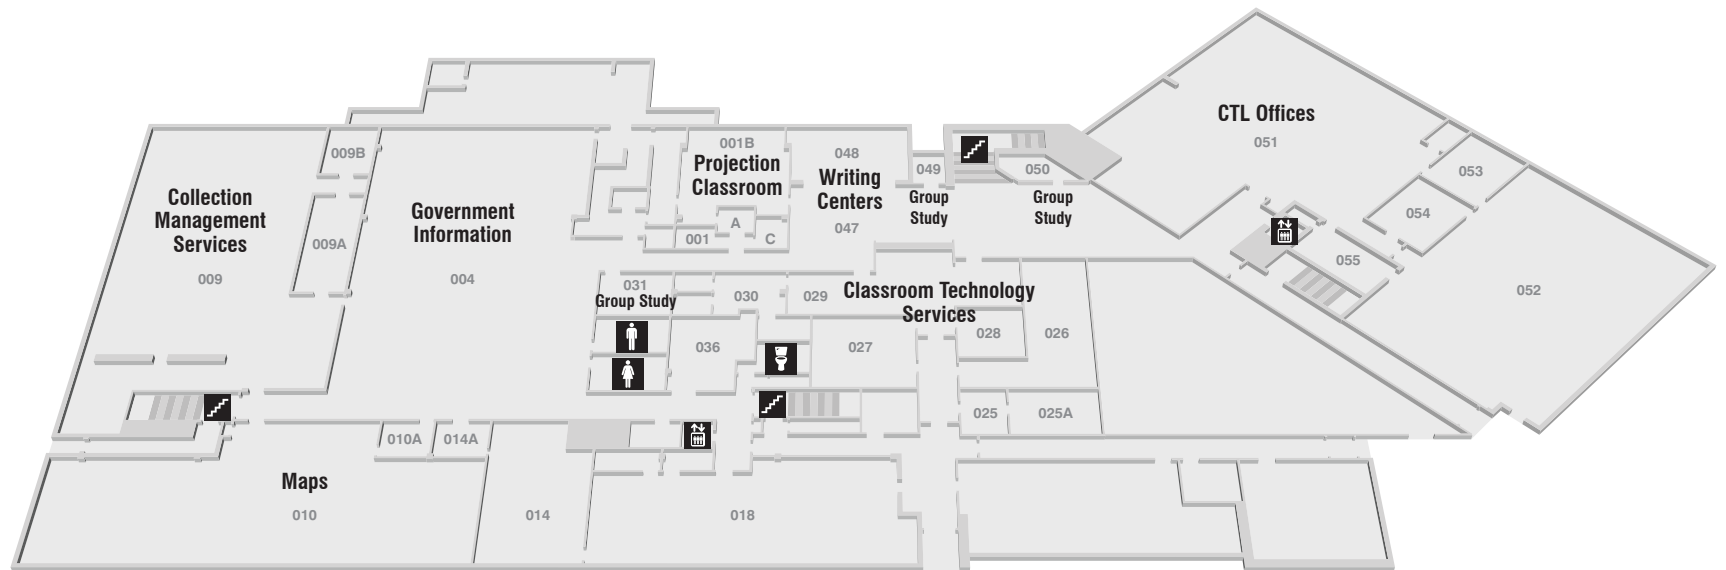 CTL Offices
051
001B
Projection
Classroom
048
Writing
Centers
047
049
Group
Study
050
Group
Study
053
054
055
052
009B
Collection
Management
Services
009
009A
Government
Information
004
A
001
C
031
Group Study
030
029
Classroom Technology
Services
028
026
036
027
025
025A
010A
014A
Maps
010
014
018